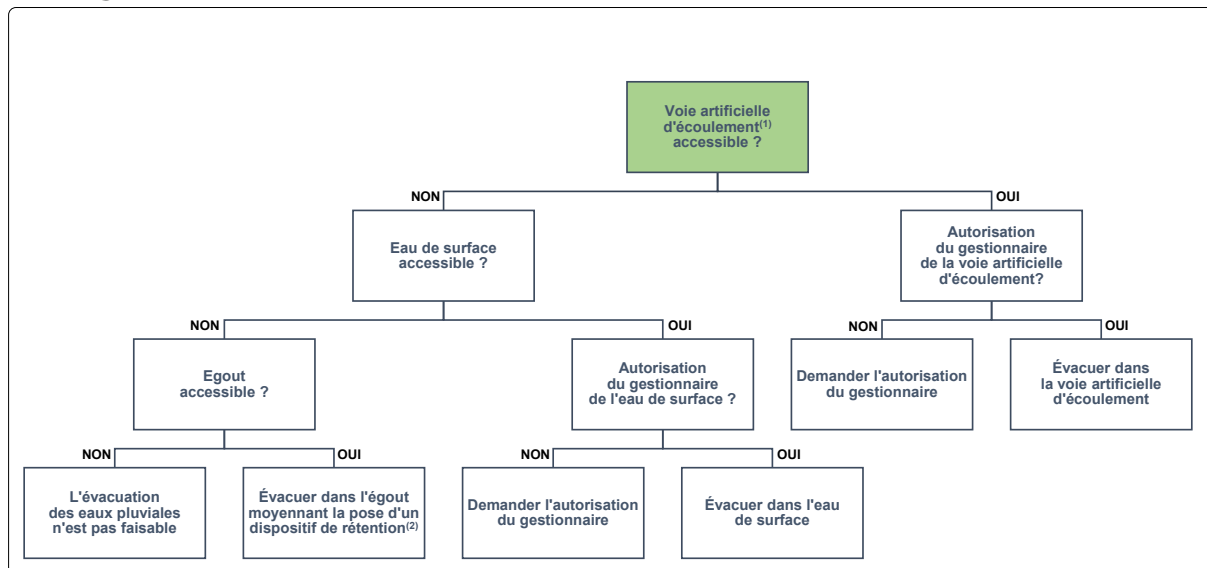 Voie artificielle
d'écoulement(1)
accessible ?
NON
OUI
Eau de surface
accessible ?
Autorisation
du gestionnaire
de la voie artificielle
d'écoulement?
NON
OUI
NON
OUI
Egout
accessible ?
Autorisation
du gestionnaire
de l'eau de surface ?
Demander l'autorisation
du gestionnaire
Évacuer dans
la voie artificielle
d'écoulement
NON
OUI
NON
OUI
L'évacuation
des eaux pluviales
n'est pas faisable
Évacuer dans l'égout
moyennant la pose d'un
dispositif de rétention(2)
Demander l'autorisation
du gestionnaire
Évacuer dans l'eau
de surface